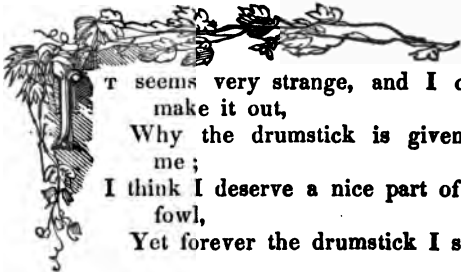 IT seems very strange, and I c
make it out,
Why the drumstick is given
me ;
I think I deserve a nice part of
fowl,
Yet forever the drumstick I s